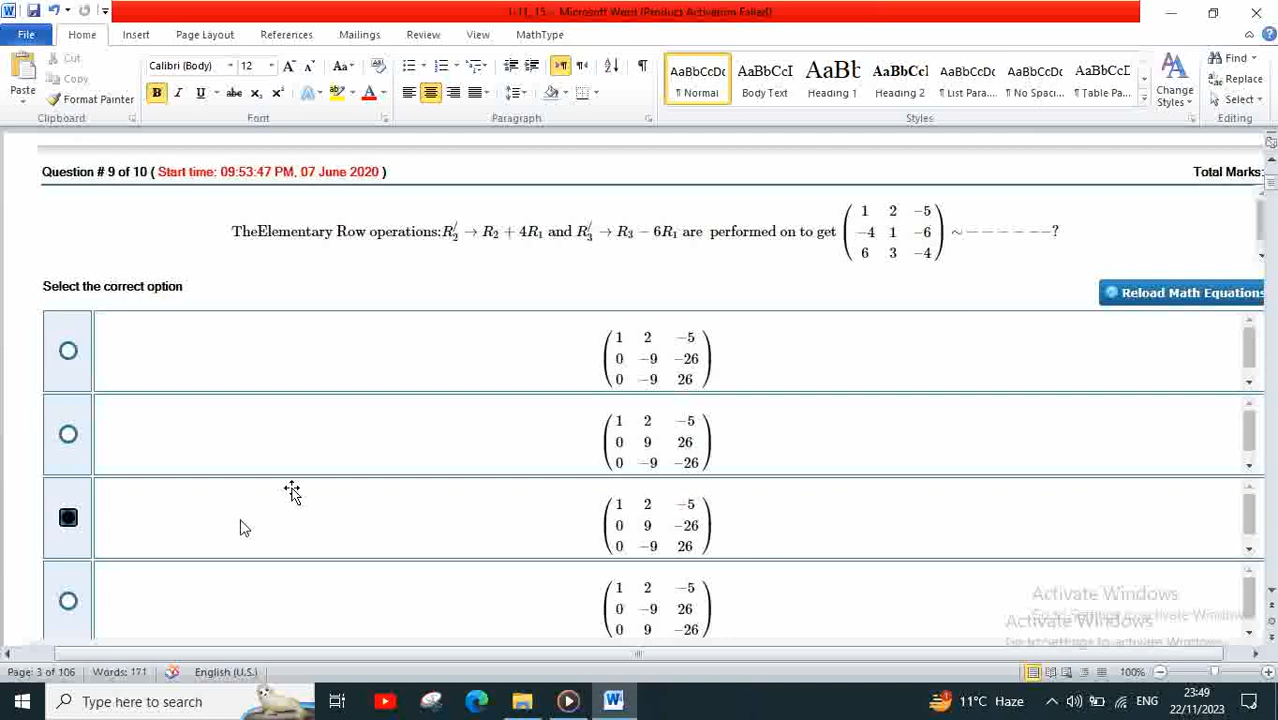 1-11, 15 - Microsoft Word (Product Activation Failed)
File Home Insert Page Layout References Mailings Review View MathType
Paste Cut Copy Format Painter
Calibri (Body) 12 Aa
B I U abc x₂ x² A A
AaBbCcDc AaBbCcDc AaBb( AaBbCcI AaBbCcDc AaBbCcDc AaBbCcD
¶ Normal Body Text Heading 1 Heading 2 ¶ List Para... ¶ No Spac... ¶ Table Pa...
Change Styles Find Replace Select
Clipboard Font Paragraph Styles Editing
Question # 9 of 10 ( Start time: 09:53:47 PM, 07 June 2020 ) Total Marks:
TheElementary Row operations:R₂/ → R₂ + 4R₁ and R₃/ → R₃ − 6R₁ are performed on to get ( 1 2 −5
−4 1 −6
6 3 −4 ) ~ − − − − − −?
Select the correct option
Reload Math Equations
1 2 −5
0 −9 −26
0 −9 26
1 2 −5
0 9 26
0 −9 −26
1 2 −5
0 9 −26
0 −9 26
1 2 −5
0 −9 26
0 9 −26
Activate Windows
Activate Windows
Page: 3 of 106 Words: 171 English (U.S.) 100%
Type here to search 11°C Haze ENG 23:49
22/11/2023